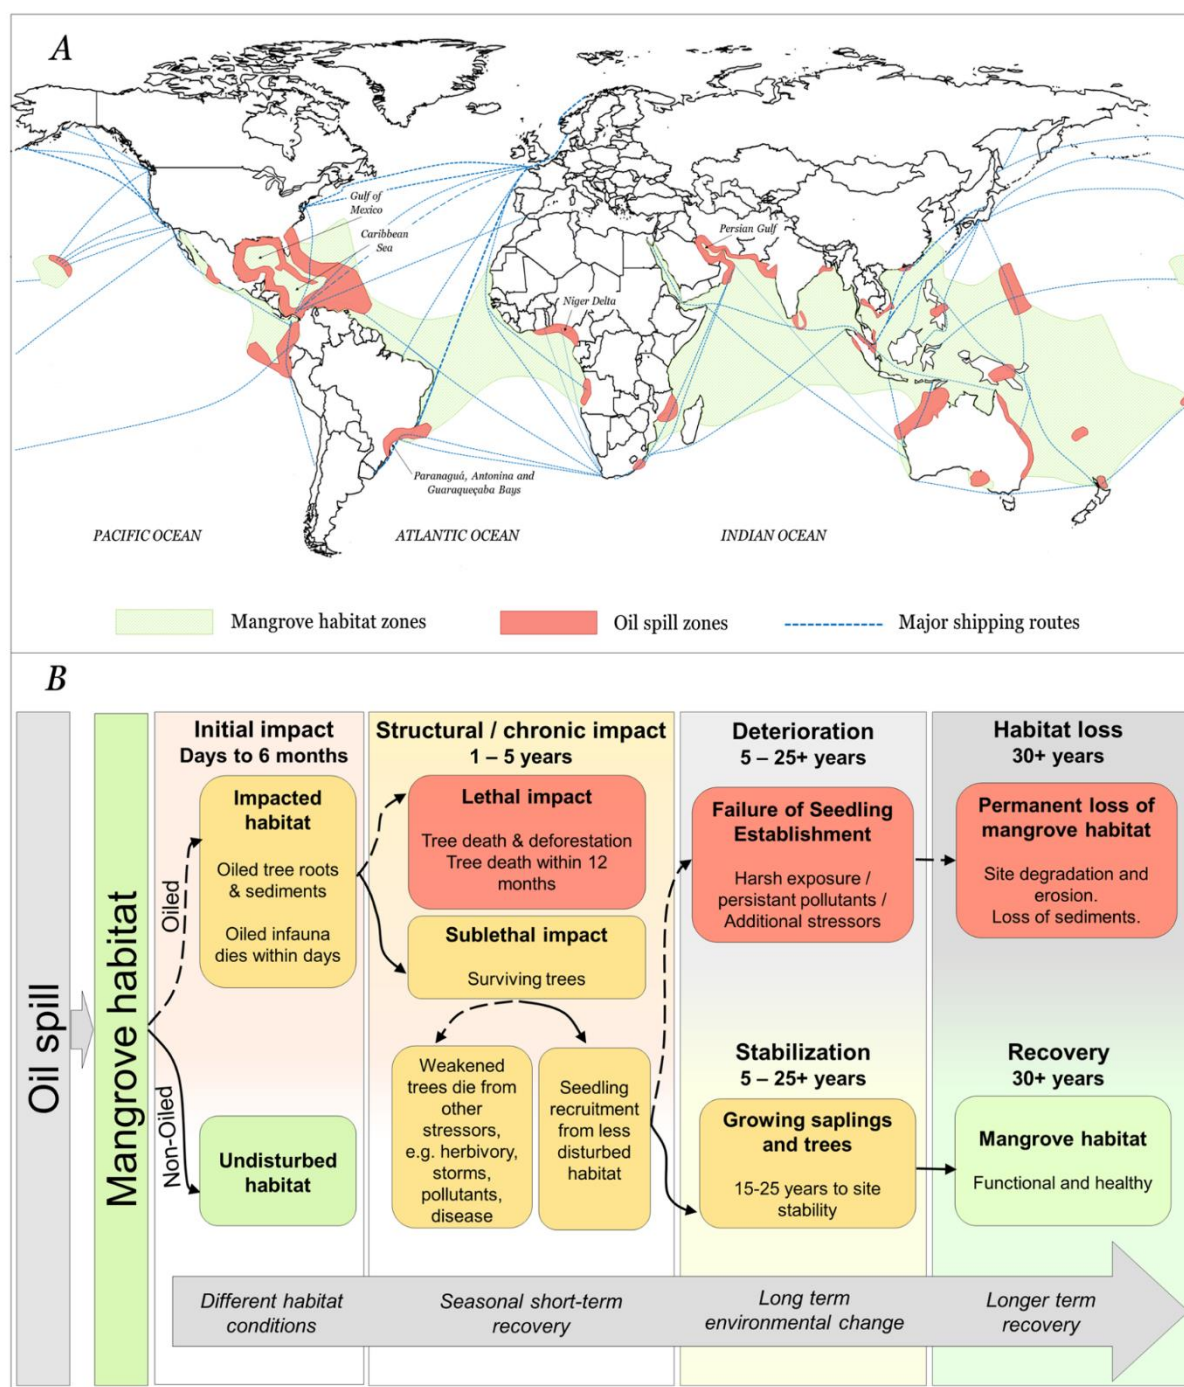 A
Gulf of
Mexico
Caribbean
Sea
Persian Gulf
Niger Delta
Paranaguá, Antonina and
Guaraqueçaba Bays
PACIFIC OCEAN
ATLANTIC OCEAN
INDIAN OCEAN
Mangrove habitat zones
Oil spill zones
Major shipping routes
B
Oil spill
Mangrove habitat
Oiled
Non-Oiled
Initial impact
Days to 6 months
Impacted
habitat
Oiled tree roots
& sediments
Oiled infauna
dies within days
Undisturbed
habitat
Structural / chronic impact
1 – 5 years
Lethal impact
Tree death & deforestation
Tree death within 12
months
Sublethal impact
Surviving trees
Weakened
trees die from
other
stressors,
e.g. herbivory,
storms,
pollutants,
disease
Seedling
recruitment
from less
disturbed
habitat
Deterioration
5 – 25+ years
Failure of Seedling
Establishment
Harsh exposure /
persistant pollutants /
Additional stressors
Stabilization
5 – 25+ years
Growing saplings
and trees
15-25 years to site
stability
Habitat loss
30+ years
Permanent loss of
mangrove habitat
Site degradation and
erosion.
Loss of sediments.
Recovery
30+ years
Mangrove habitat
Functional and healthy
Different habitat
conditions
Seasonal short-term
recovery
Long term
environmental change
Longer term
recovery